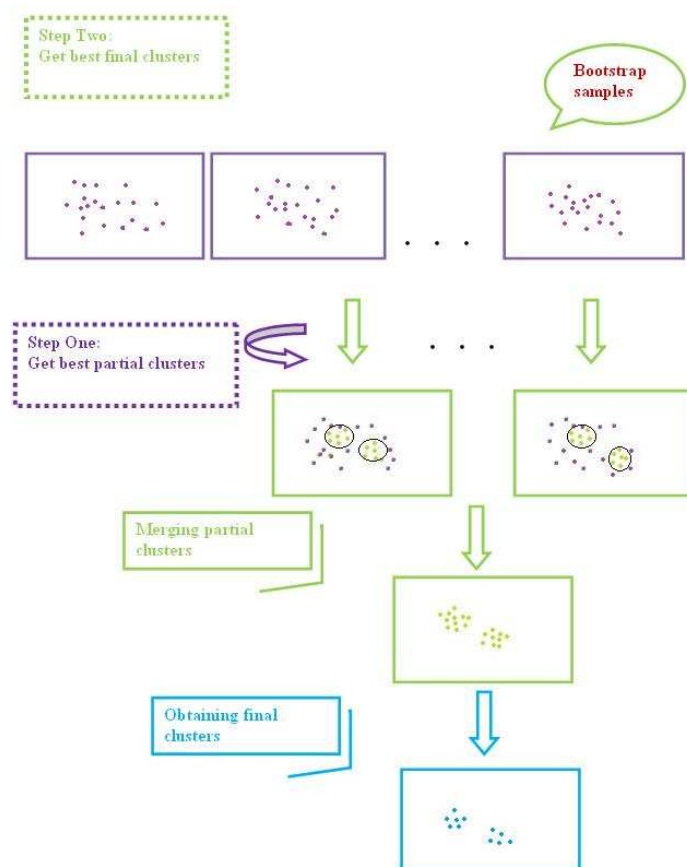 Step Two:
Get best final clusters
Bootstrap
samples
. . .
Step One:
Get best partial clusters
. . .
Merging partial
clusters
Obtaining final
clusters